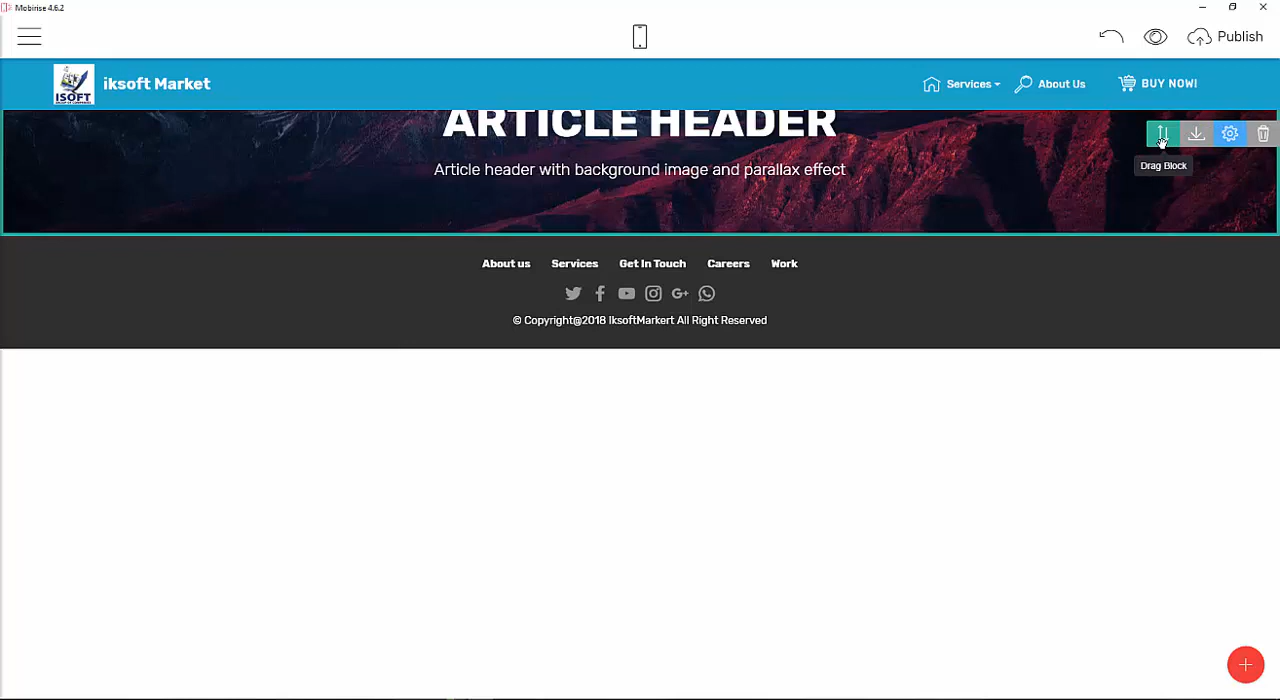 Mobirise 4.6.2
Publish
ISOFT
iksoft Market
Services
About Us
BUY NOW!
ARTICLE HEADER
Article header with background image and parallax effect
Drag Block
About us Services Get In Touch Careers Work
© Copyright@2018 IksoftMarkert All Right Reserved